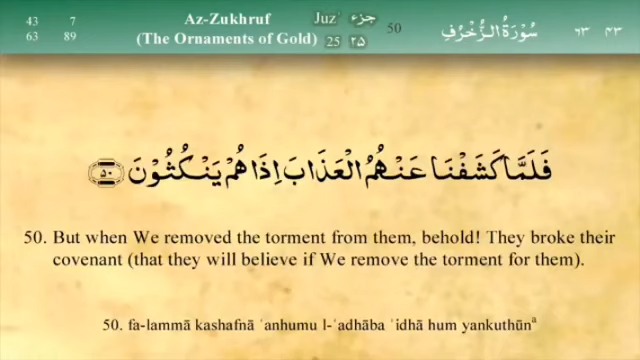 43 7 Az-Zukhruf Juz' جزء 50 سُورَةُ الزُّخْرُفِ ٦٣ ٤٣
63 89 (The Ornaments of Gold) 25 ٢٥
فَلَمَّا كَشَفْنَا عَنْهُمُ الْعَذَابَ إِذَا هُمْ يَنكُثُونَ ٥٠
50. But when We removed the torment from them, behold! They broke their
covenant (that they will believe if We remove the torment for them).
50. fa-lammā kashafnā ʿanhumu l-ʿadhāba ʾidhā hum yankuthūnᵃ